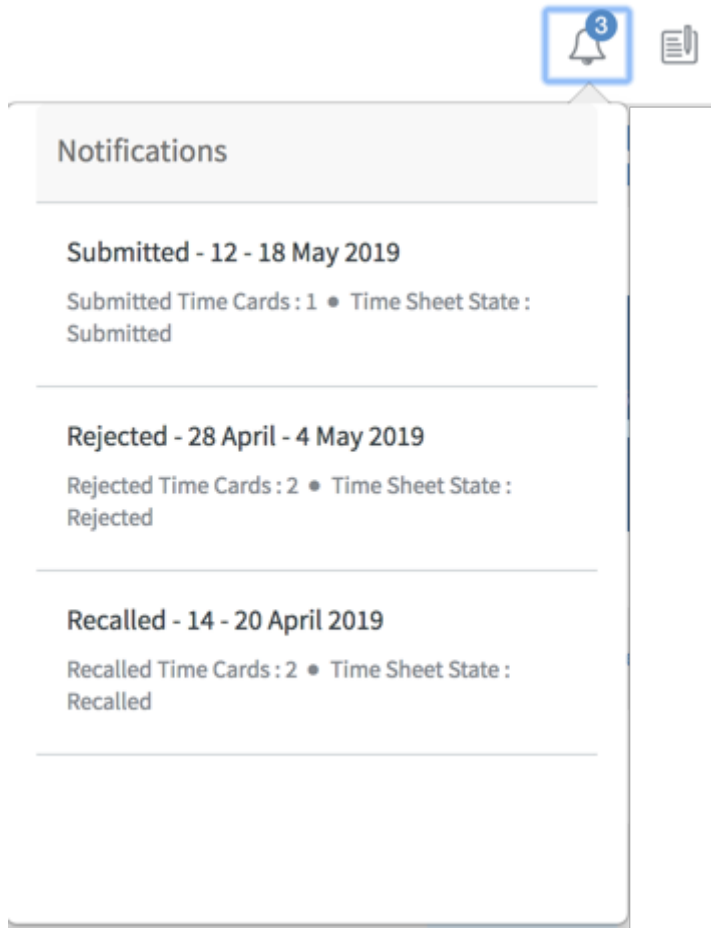 3
Notifications
Submitted - 12 - 18 May 2019
Submitted Time Cards : 1 ● Time Sheet State :
Submitted
Rejected - 28 April - 4 May 2019
Rejected Time Cards : 2 ● Time Sheet State :
Rejected
Recalled - 14 - 20 April 2019
Recalled Time Cards : 2 ● Time Sheet State :
Recalled